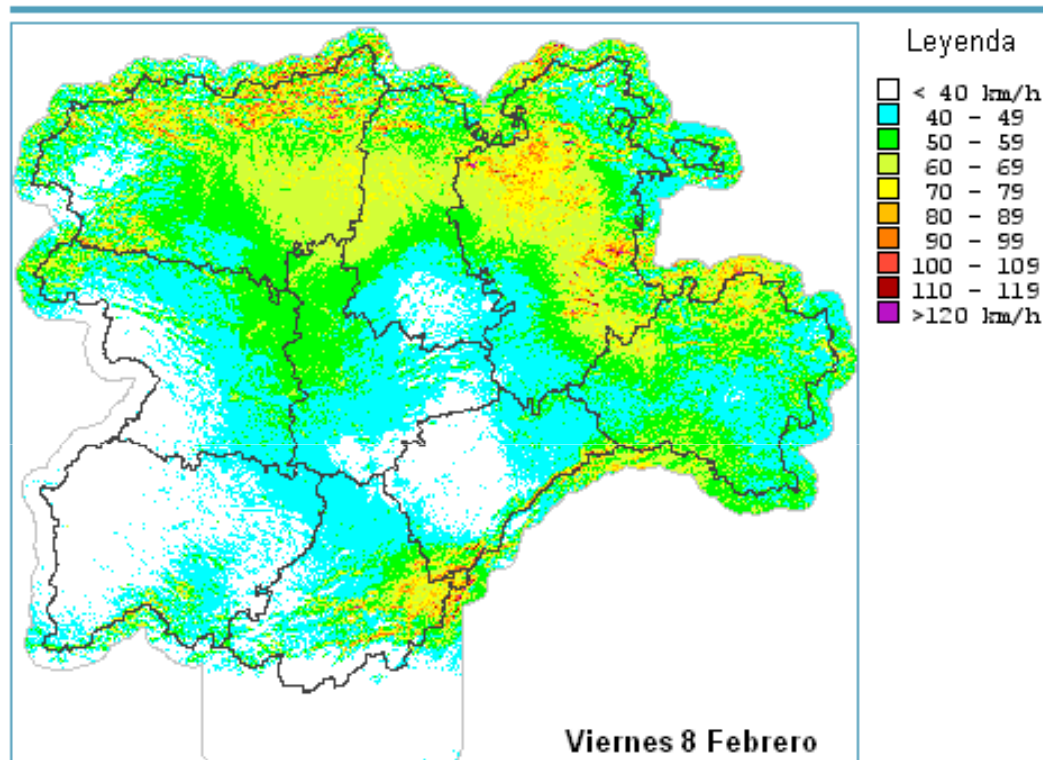 Leyenda
< 40 km/h
40 - 49
50 - 59
60 - 69
70 - 79
80 - 89
90 - 99
100 - 109
110 - 119
>120 km/h
Viernes 8 Febrero